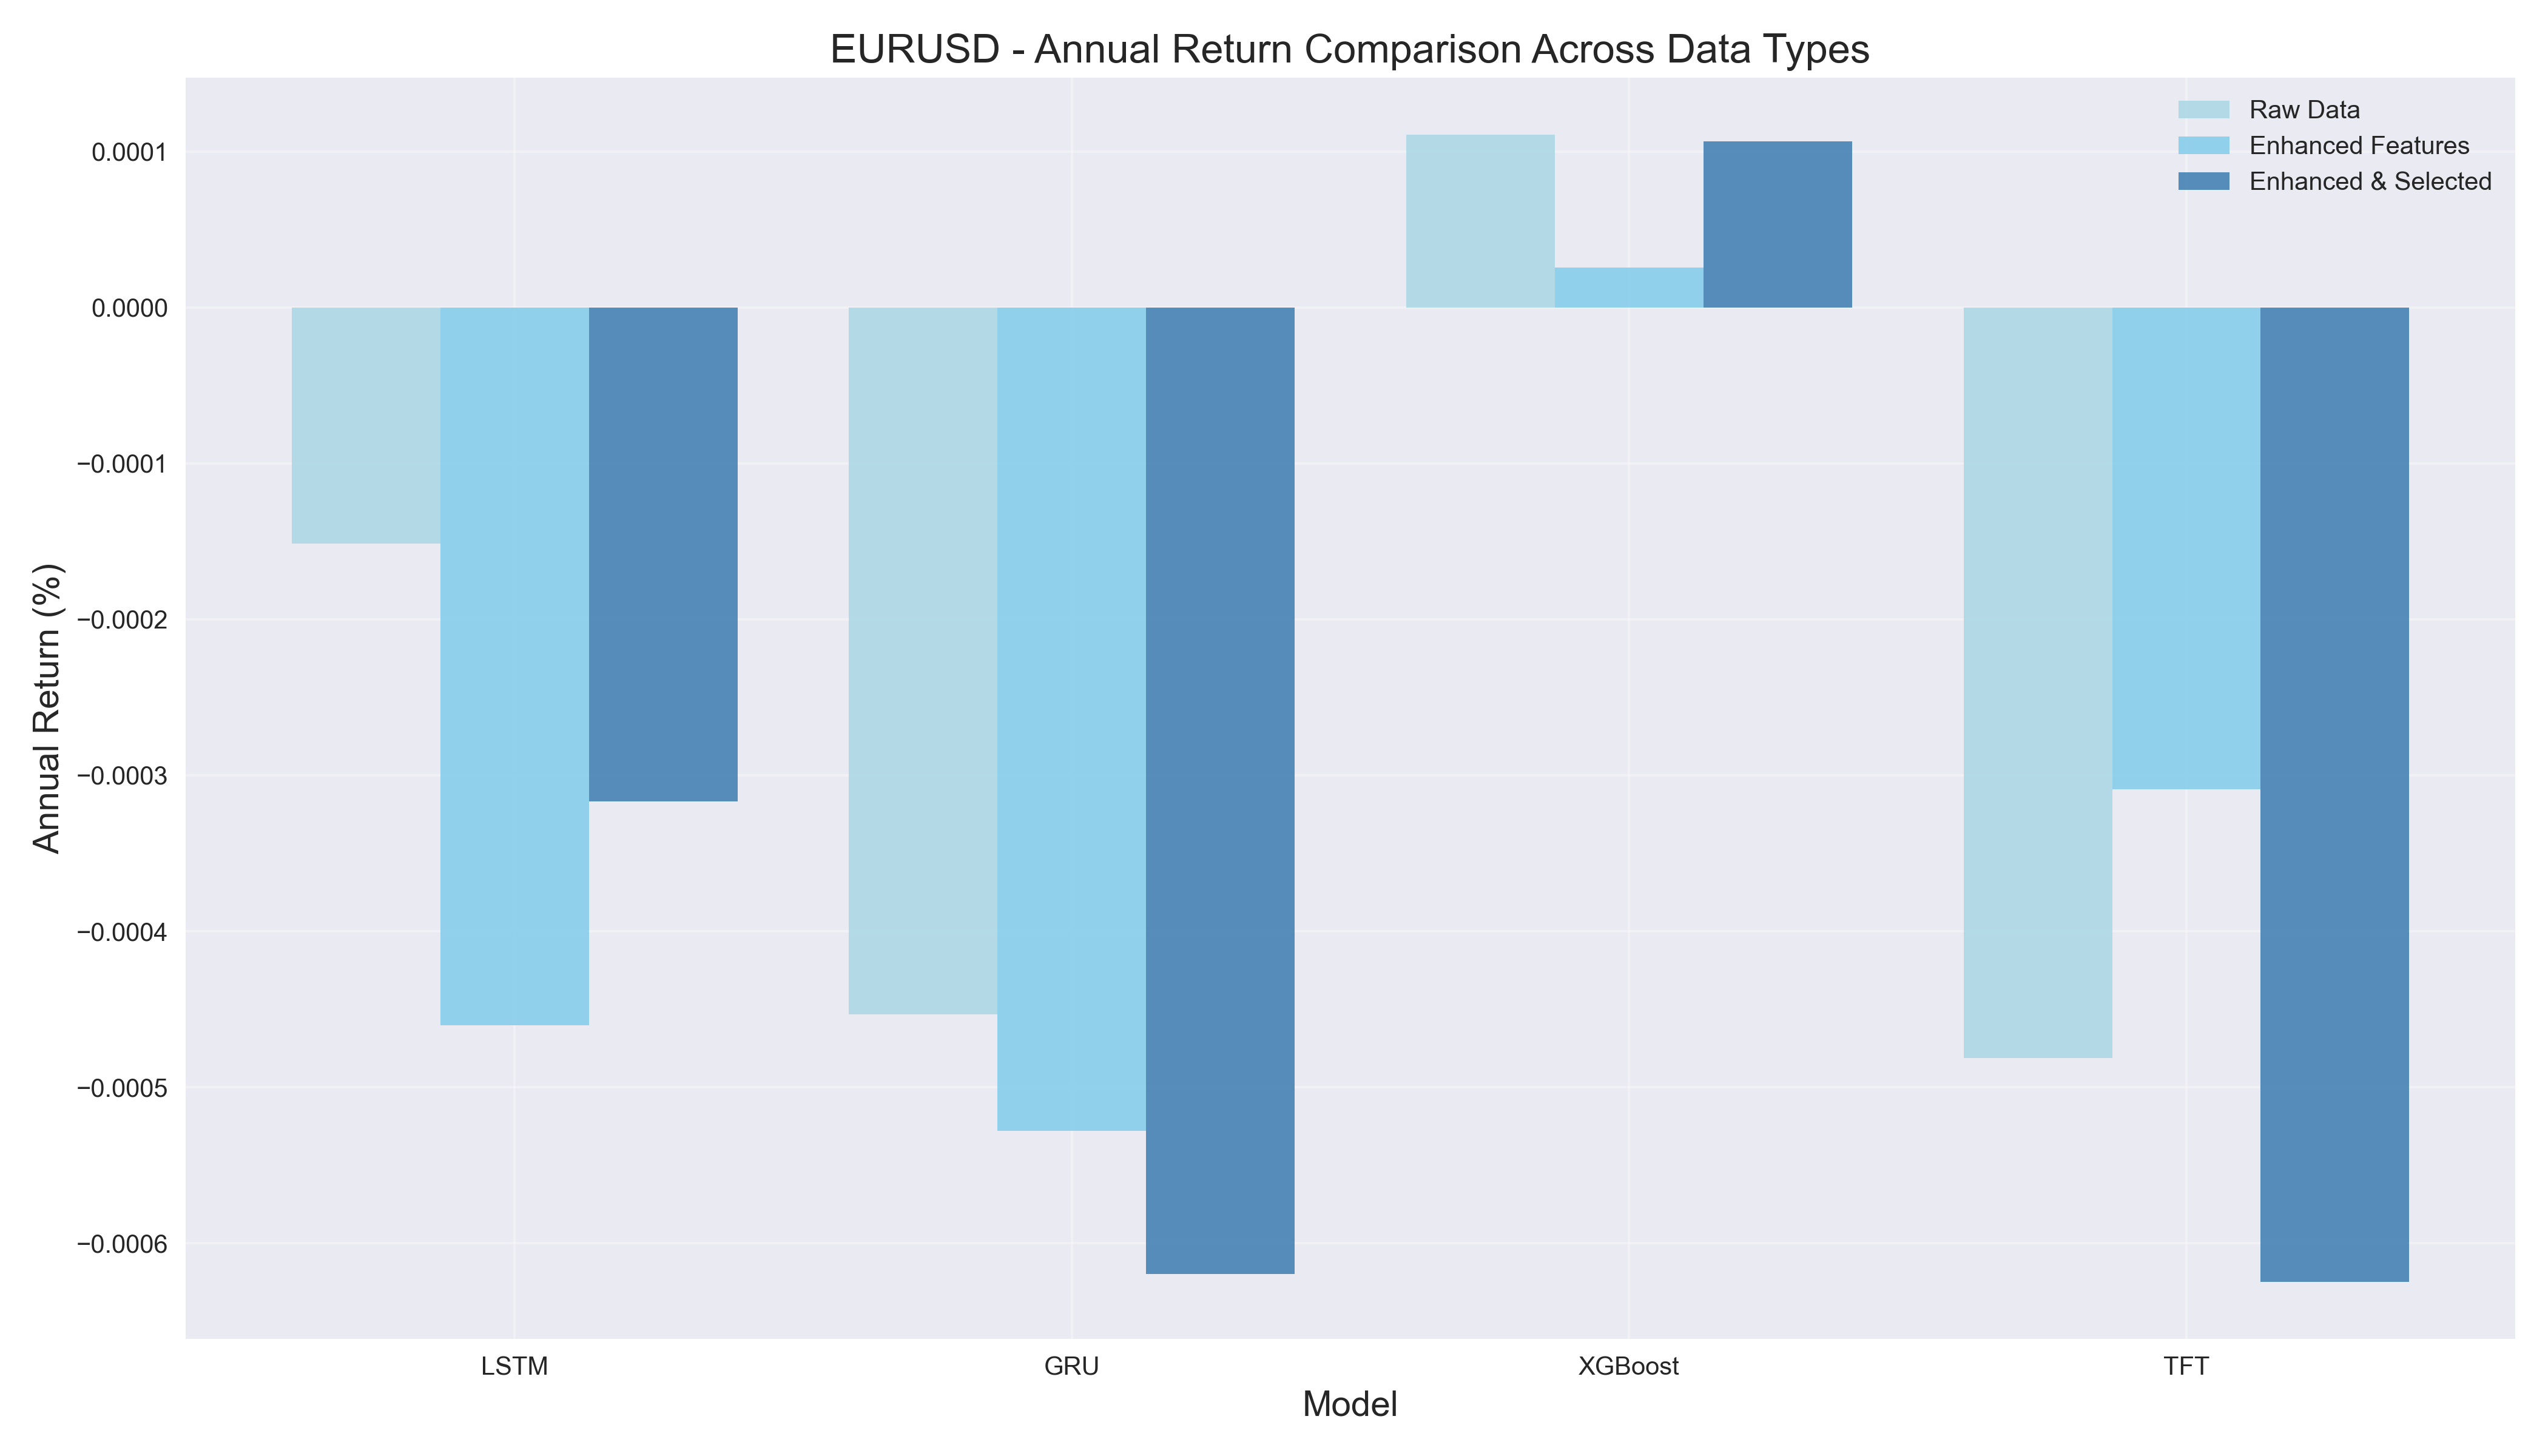 EURUSD - Annual Return Comparison Across Data Types
Raw Data
Enhanced Features
Enhanced & Selected
Annual Return (%)
0.0001
0.0000
−0.0001
−0.0002
−0.0003
−0.0004
−0.0005
−0.0006
LSTM GRU XGBoost TFT
Model